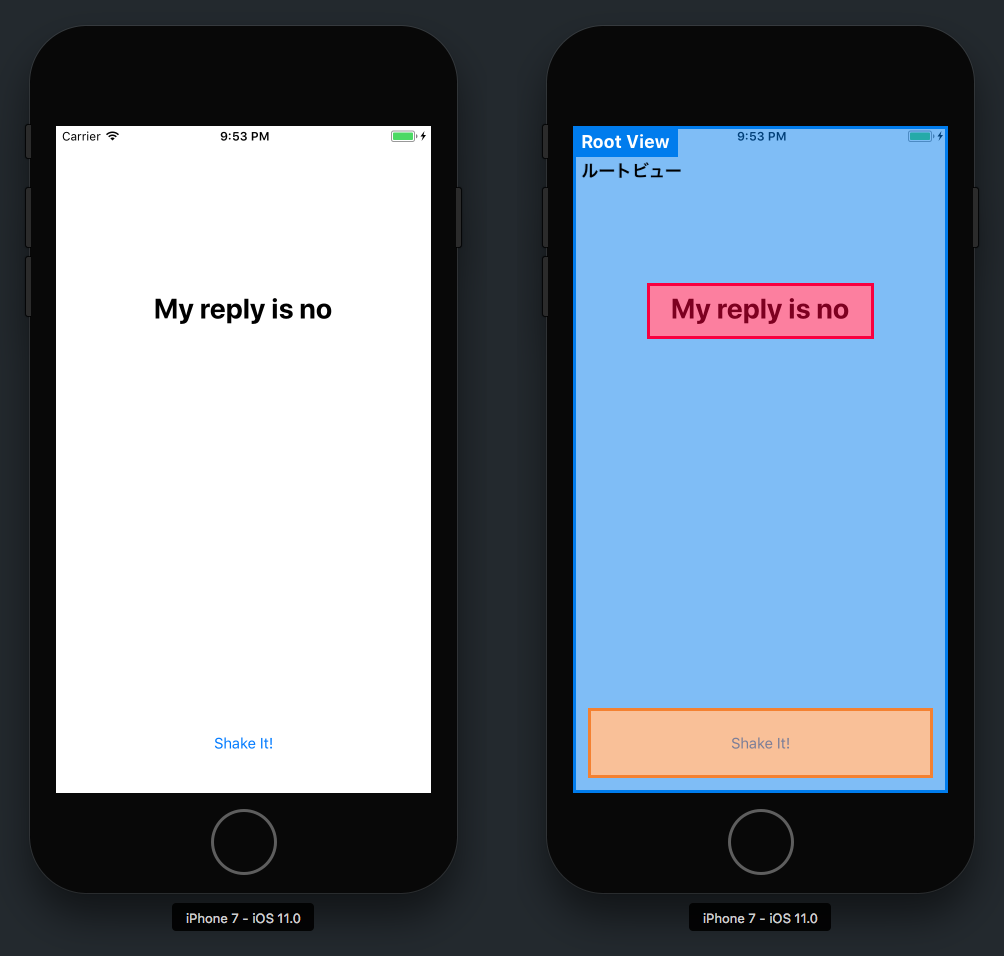 Carrier
9:53 PM
My reply is no
Shake It!
iPhone 7 - iOS 11.0
Root View
9:53 PM
ルートビュー
My reply is no
Shake It!
iPhone 7 - iOS 11.0